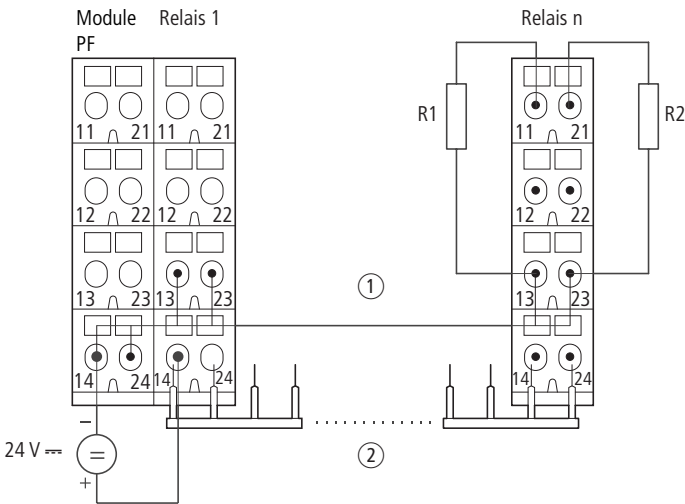 Module PF
Relais 1
Relais n
11 21 11 21
11 21
R1
R2
12 22 12 22
12 22
13 23 13 23
13 23
1
14 24 14 24
14 24
−
24 V ⎓
+
2